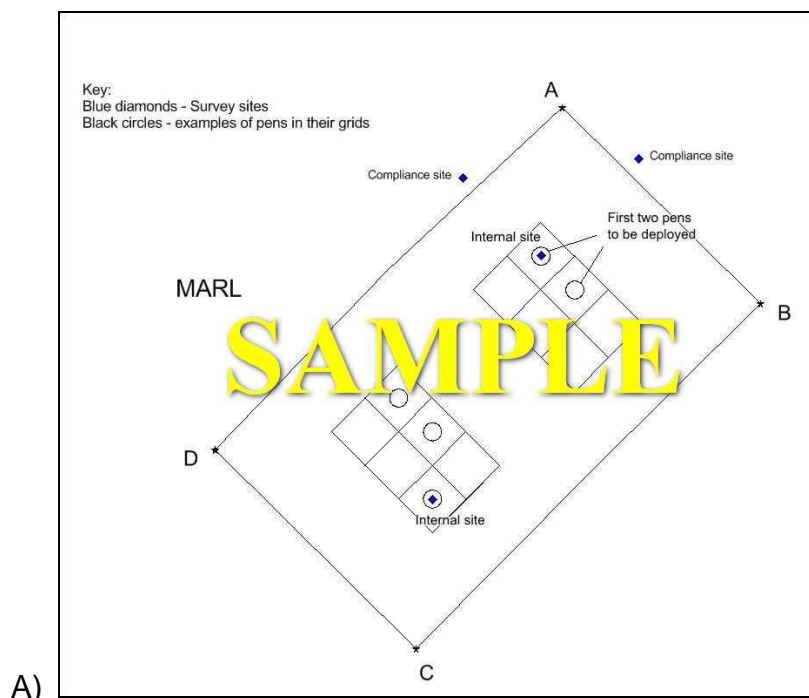 Key:
Blue diamonds - Survey sites
Black circles - examples of pens in their grids
A
Compliance site
Compliance site
First two pens
to be deployed
Internal site
MARL
B
SAMPLE
D
Internal site
C
A)